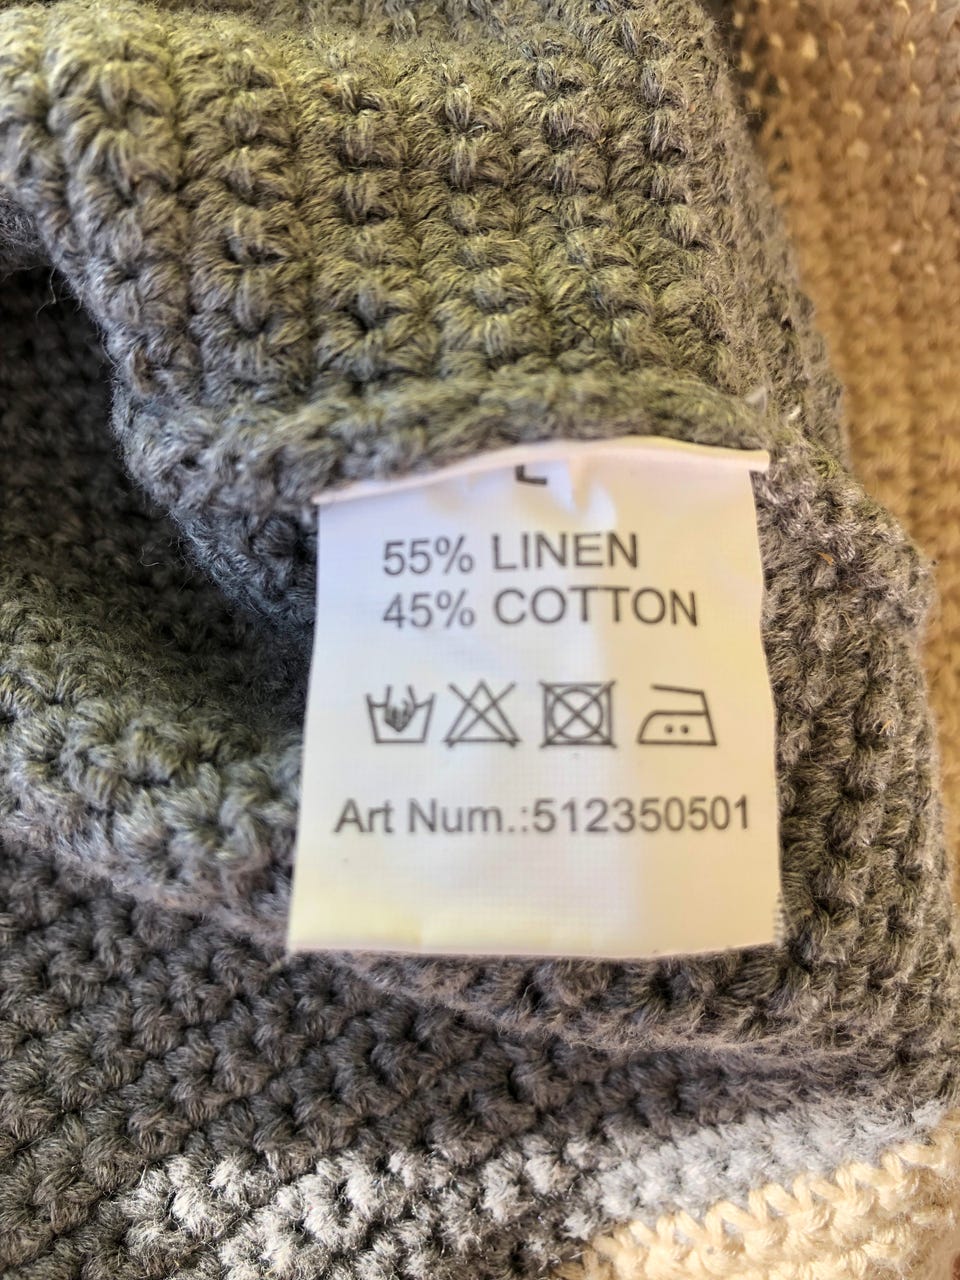 L
55% LINEN
45% COTTON
Art Num.:512350501